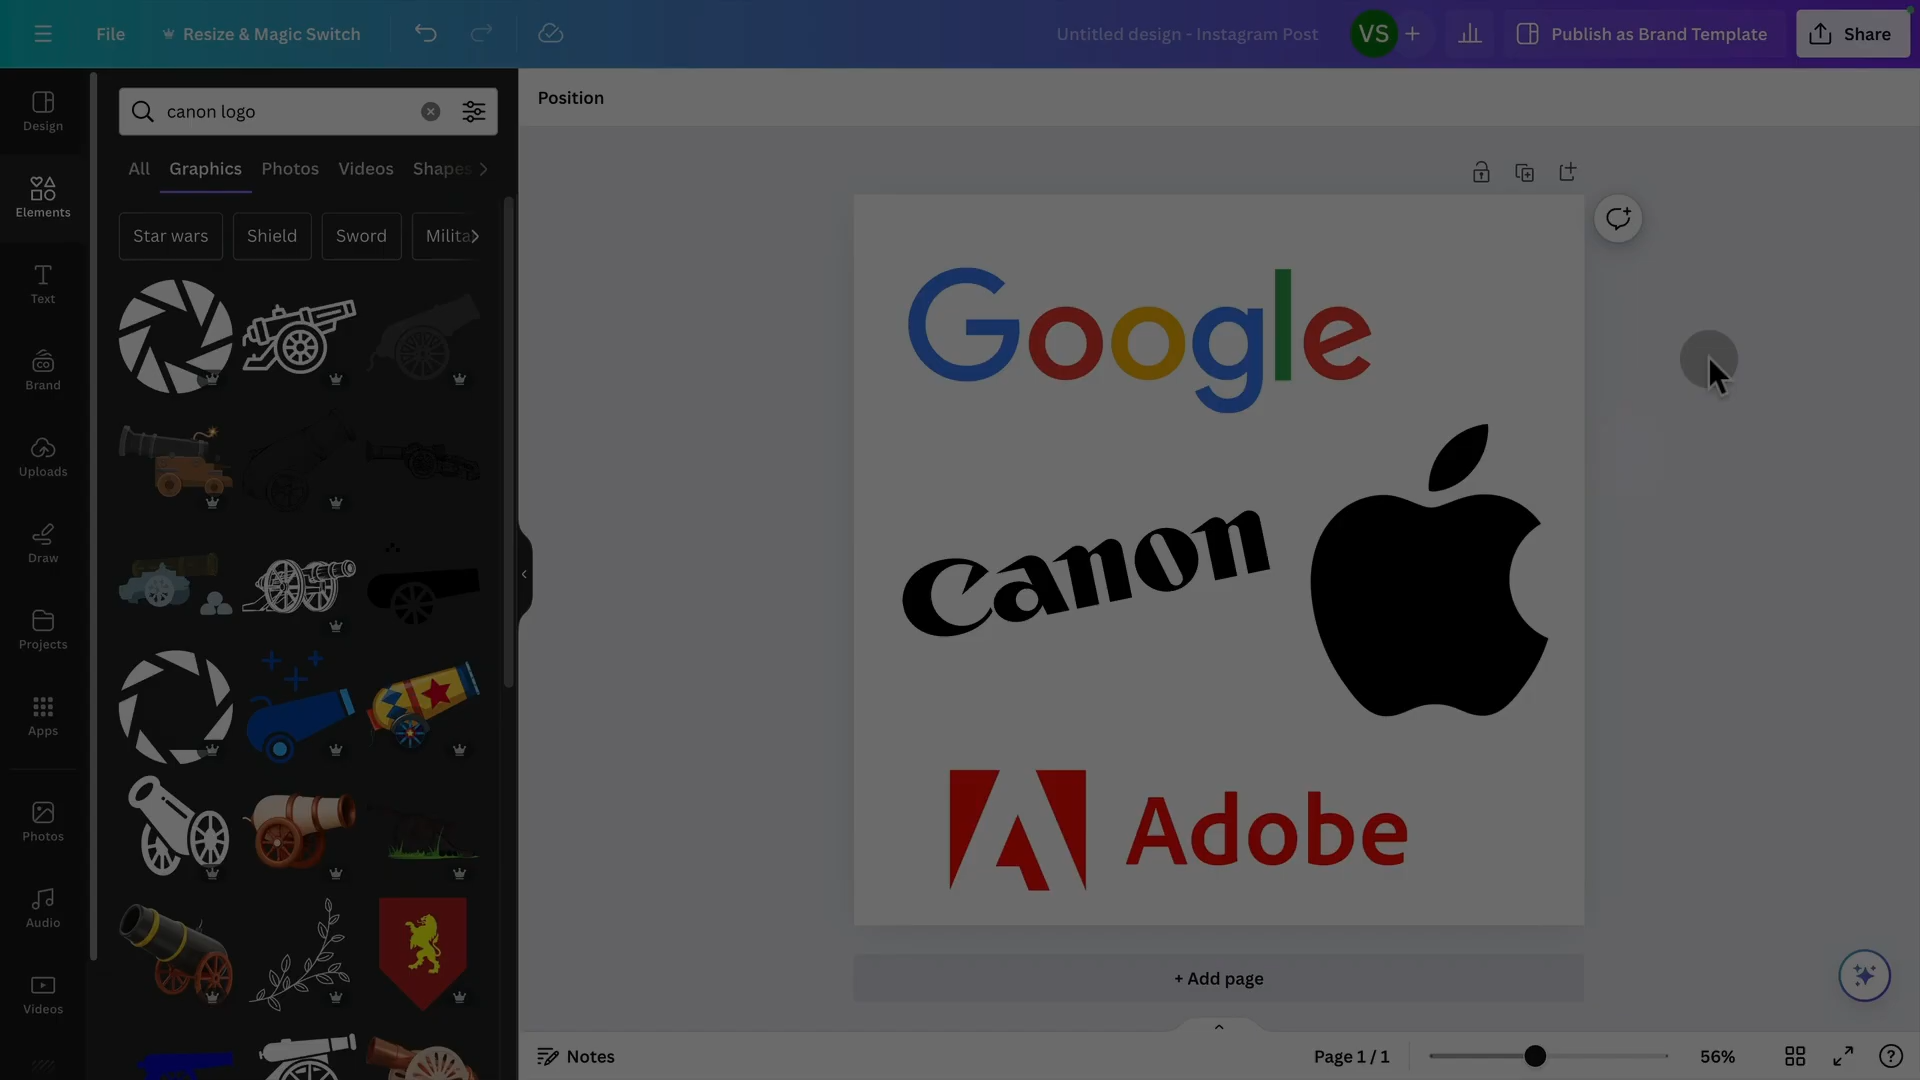 File
Resize & Magic Switch
Untitled design - Instagram Post
VS
Publish as Brand Template
Share
Design
Elements
Text
Brand
Uploads
Draw
Projects
Apps
Photos
Audio
Videos
canon logo
All Graphics Photos Videos Shapes
Star wars Shield Sword Milita
Position
Google
Canon
Adobe
+ Add page
Notes
Page 1 / 1
56%